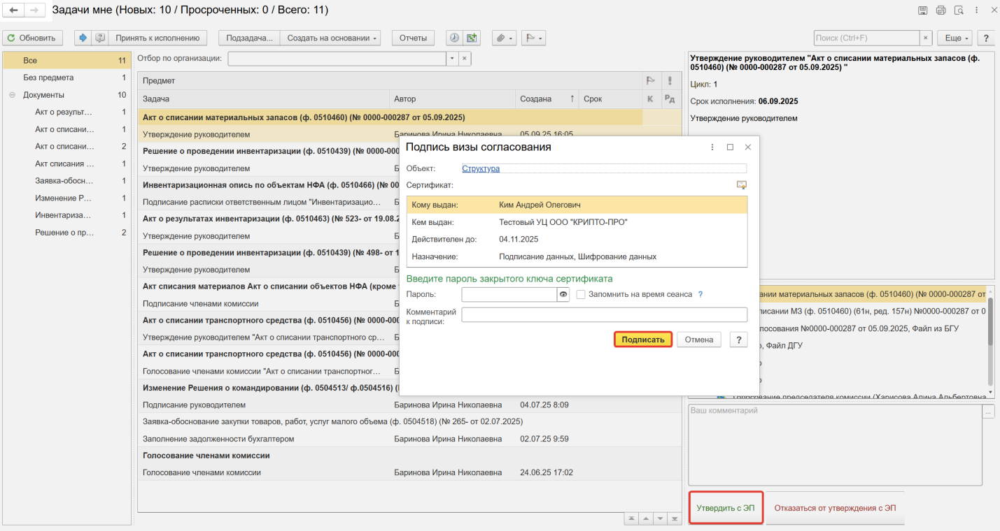 Задачи мне (Новых: 10 / Просроченных: 0 / Всего: 11)
Обновить
Принять к исполнению
Подзадача...
Создать на основании
Отчеты
Поиск (Ctrl+F)
×
Еще
?
Все 11
Без предмета 1
Документы 10
Акт о результ... 1
Акт о списани... 1
Акт о списани... 2
Акт списания ... 1
Заявка-обосн... 1
Изменение Р... 1
Инвентариза... 1
Решение о пр... 2
Отбор по организации:
Предмет
Задача Автор Создана ↑ Срок К Рд
Акт о списании материальных запасов (ф. 0510460) (№ 0000-000287 от 05.09.2025)
Утверждение руководителем Баринова Ирина Николаевна 05.09.25 16:05
Решение о проведении инвентаризации (ф. 0510439) (№ 0000-000
Утверждение руководителем Б
Инвентаризационная опись по объектам НФА (ф. 0510466) (№ 00
Подписание расписки ответственным лицом "Инвентаризацио... Б
Акт о результатах инвентаризации (ф. 0510463) (№ 523- от 19.08.2
Утверждение руководителем Б
Решение о проведении инвентаризации (ф. 0510439) (№ 498- от 1
Утверждение руководителем Б
Акт списания материалов Акт о списании объектов НФА (кроме
Подписание членами комиссии Б
Акт о списании транспортного средства (ф. 0510456) (№ 0000-000
Утверждение руководителем "Акт о списании транспортного ср... Б
Акт о списании транспортного средства (ф. 0510456) (№ 0000-000
Голосование членами комиссии "Акт о списании транспортног... Б
Изменение Решения о командировании (ф. 0504513/ ф.0504516) (
Подписание руководителем Баринова Ирина Николаевна 04.07.25 8:09
Заявка-обоснование закупки товаров, работ, услуг малого объема (ф. 0504518) (№ 265- от 02.07.2025)
Заполнение задолженности бухгалтером Баринова Ирина Николаевна 02.07.25 9:59
Голосование членами комиссии
Голосование членами комиссии Баринова Ирина Николаевна 24.06.25 17:02
Подпись визы согласования
Объект: Структура
Сертификат:
Кому выдан: Ким Андрей Олегович
Кем выдан: Тестовый УЦ ООО "КРИПТО-ПРО"
Действителен до: 04.11.2025
Назначение: Подписание данных, Шифрование данных
Введите пароль закрытого ключа сертификата
Пароль: Запомнить на время сеанса ?
Комментарий
к подписи:
Подписать
Отмена
?
Утверждение руководителем "Акт о списании материальных запасов (ф.
0510460) (№ 0000-000287 от 05.09.2025) "
Цикл: 1
Срок исполнения: 06.09.2025
Утверждение руководителем
ании материальных запасов (ф. 0510460) (№ 0000-000287 от
писании МЗ (ф. 0510460) (61н, ред. 157н) №0000-000287 от 0
лосования №0000-000287 от 05.09.2025, Файл из БГУ
о, Файл ДГУ
о
о
Голосование председателя комиссии (Харисова Алина Альбертовна
Ваш комментарий
...
Утвердить с ЭП
Отказаться от утверждения с ЭП